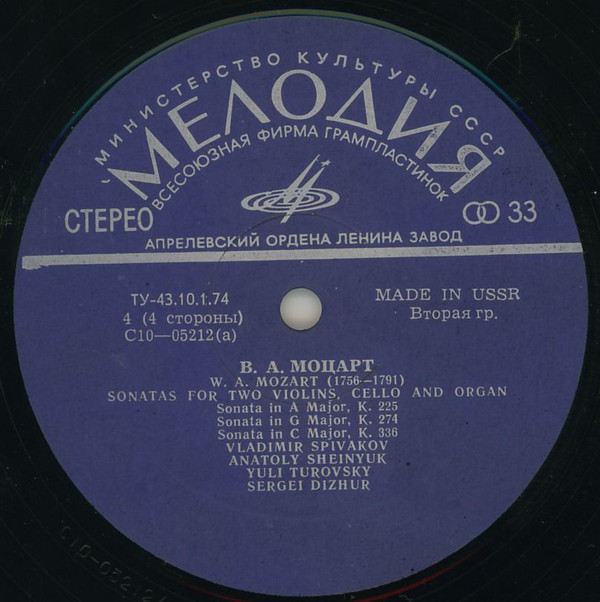 МИНИСТЕРСТВО КУЛЬТУРЫ СССР
МЕЛОДИЯ
ВСЕСОЮЗНАЯ ФИРМА ГРАМПЛАСТИНОК
СТЕРЕО
33
АПРЕЛЕВСКИЙ ОРДЕНА ЛЕНИНА ЗАВОД
ТУ-43.10.1.74
MADE IN USSR
4 (4 стороны)
Вторая гр.
С10—05212(а)
В. А. МОЦАРТ
W. A. MOZART (1756—1791)
SONATAS FOR TWO VIOLINS, CELLO AND ORGAN
Sonata in A Major, K. 225
Sonata in G Major, K. 274
Sonata in C Major, K. 336
VLADIMIR SPIVAKOV
ANATOLY SHEINYUK
YULI TUROVSKY
SERGEI DIZHUR